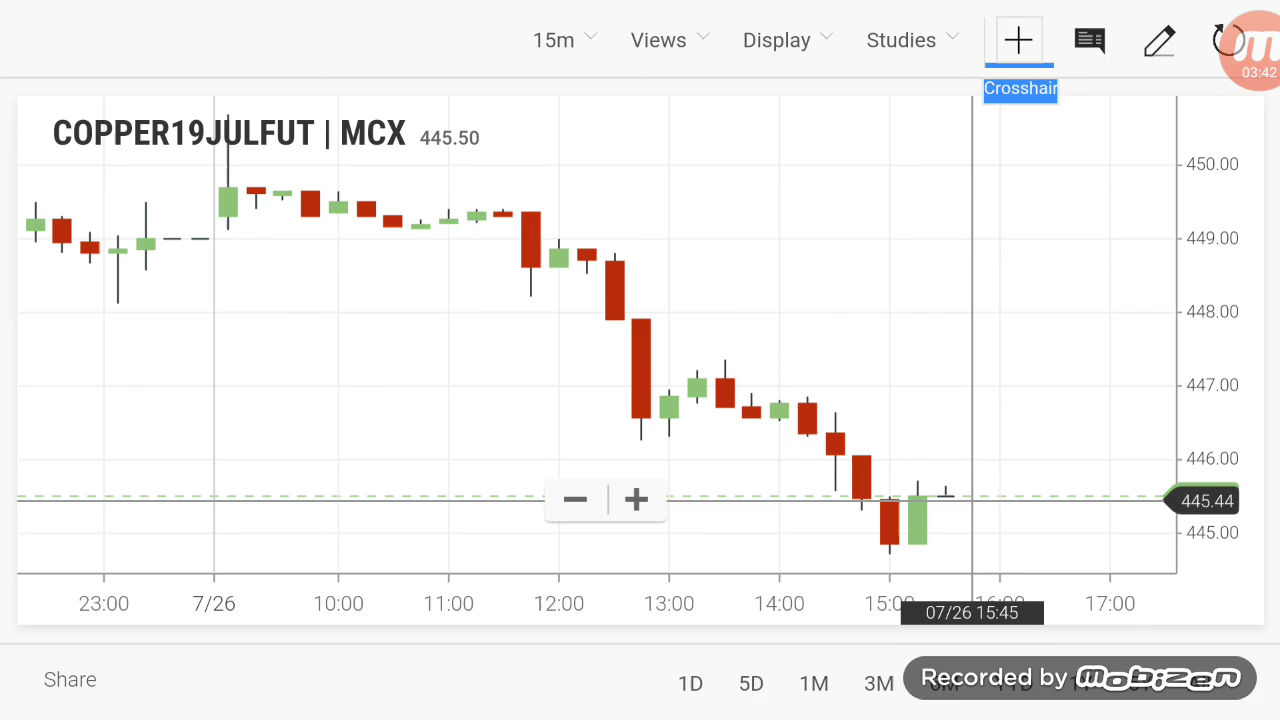 15m Views Display Studies
03:42
Crosshair
COPPER19JULFUT | MCX 445.50
450.00
449.00
448.00
447.00
446.00
445.44
445.00
23:00 7/26 10:00 11:00 12:00 13:00 14:00 15:00 16:00 17:00
07/26 15:45
Share 1D 5D 1M 3M
Recorded by mobizen